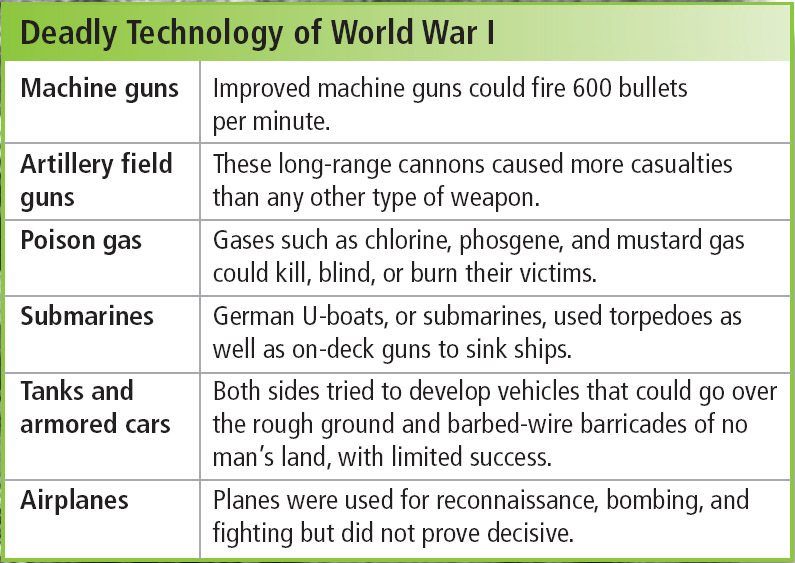 Deadly Technology of World War I
Machine guns
Improved machine guns could fire 600 bullets
per minute.
Artillery field
guns
These long-range cannons caused more casualties
than any other type of weapon.
Poison gas
Gases such as chlorine, phosgene, and mustard gas
could kill, blind, or burn their victims.
Submarines
German U-boats, or submarines, used torpedoes as
well as on-deck guns to sink ships.
Tanks and
armored cars
Both sides tried to develop vehicles that could go over
the rough ground and barbed-wire barricades of no
man’s land, with limited success.
Airplanes
Planes were used for reconnaissance, bombing, and
fighting but did not prove decisive.